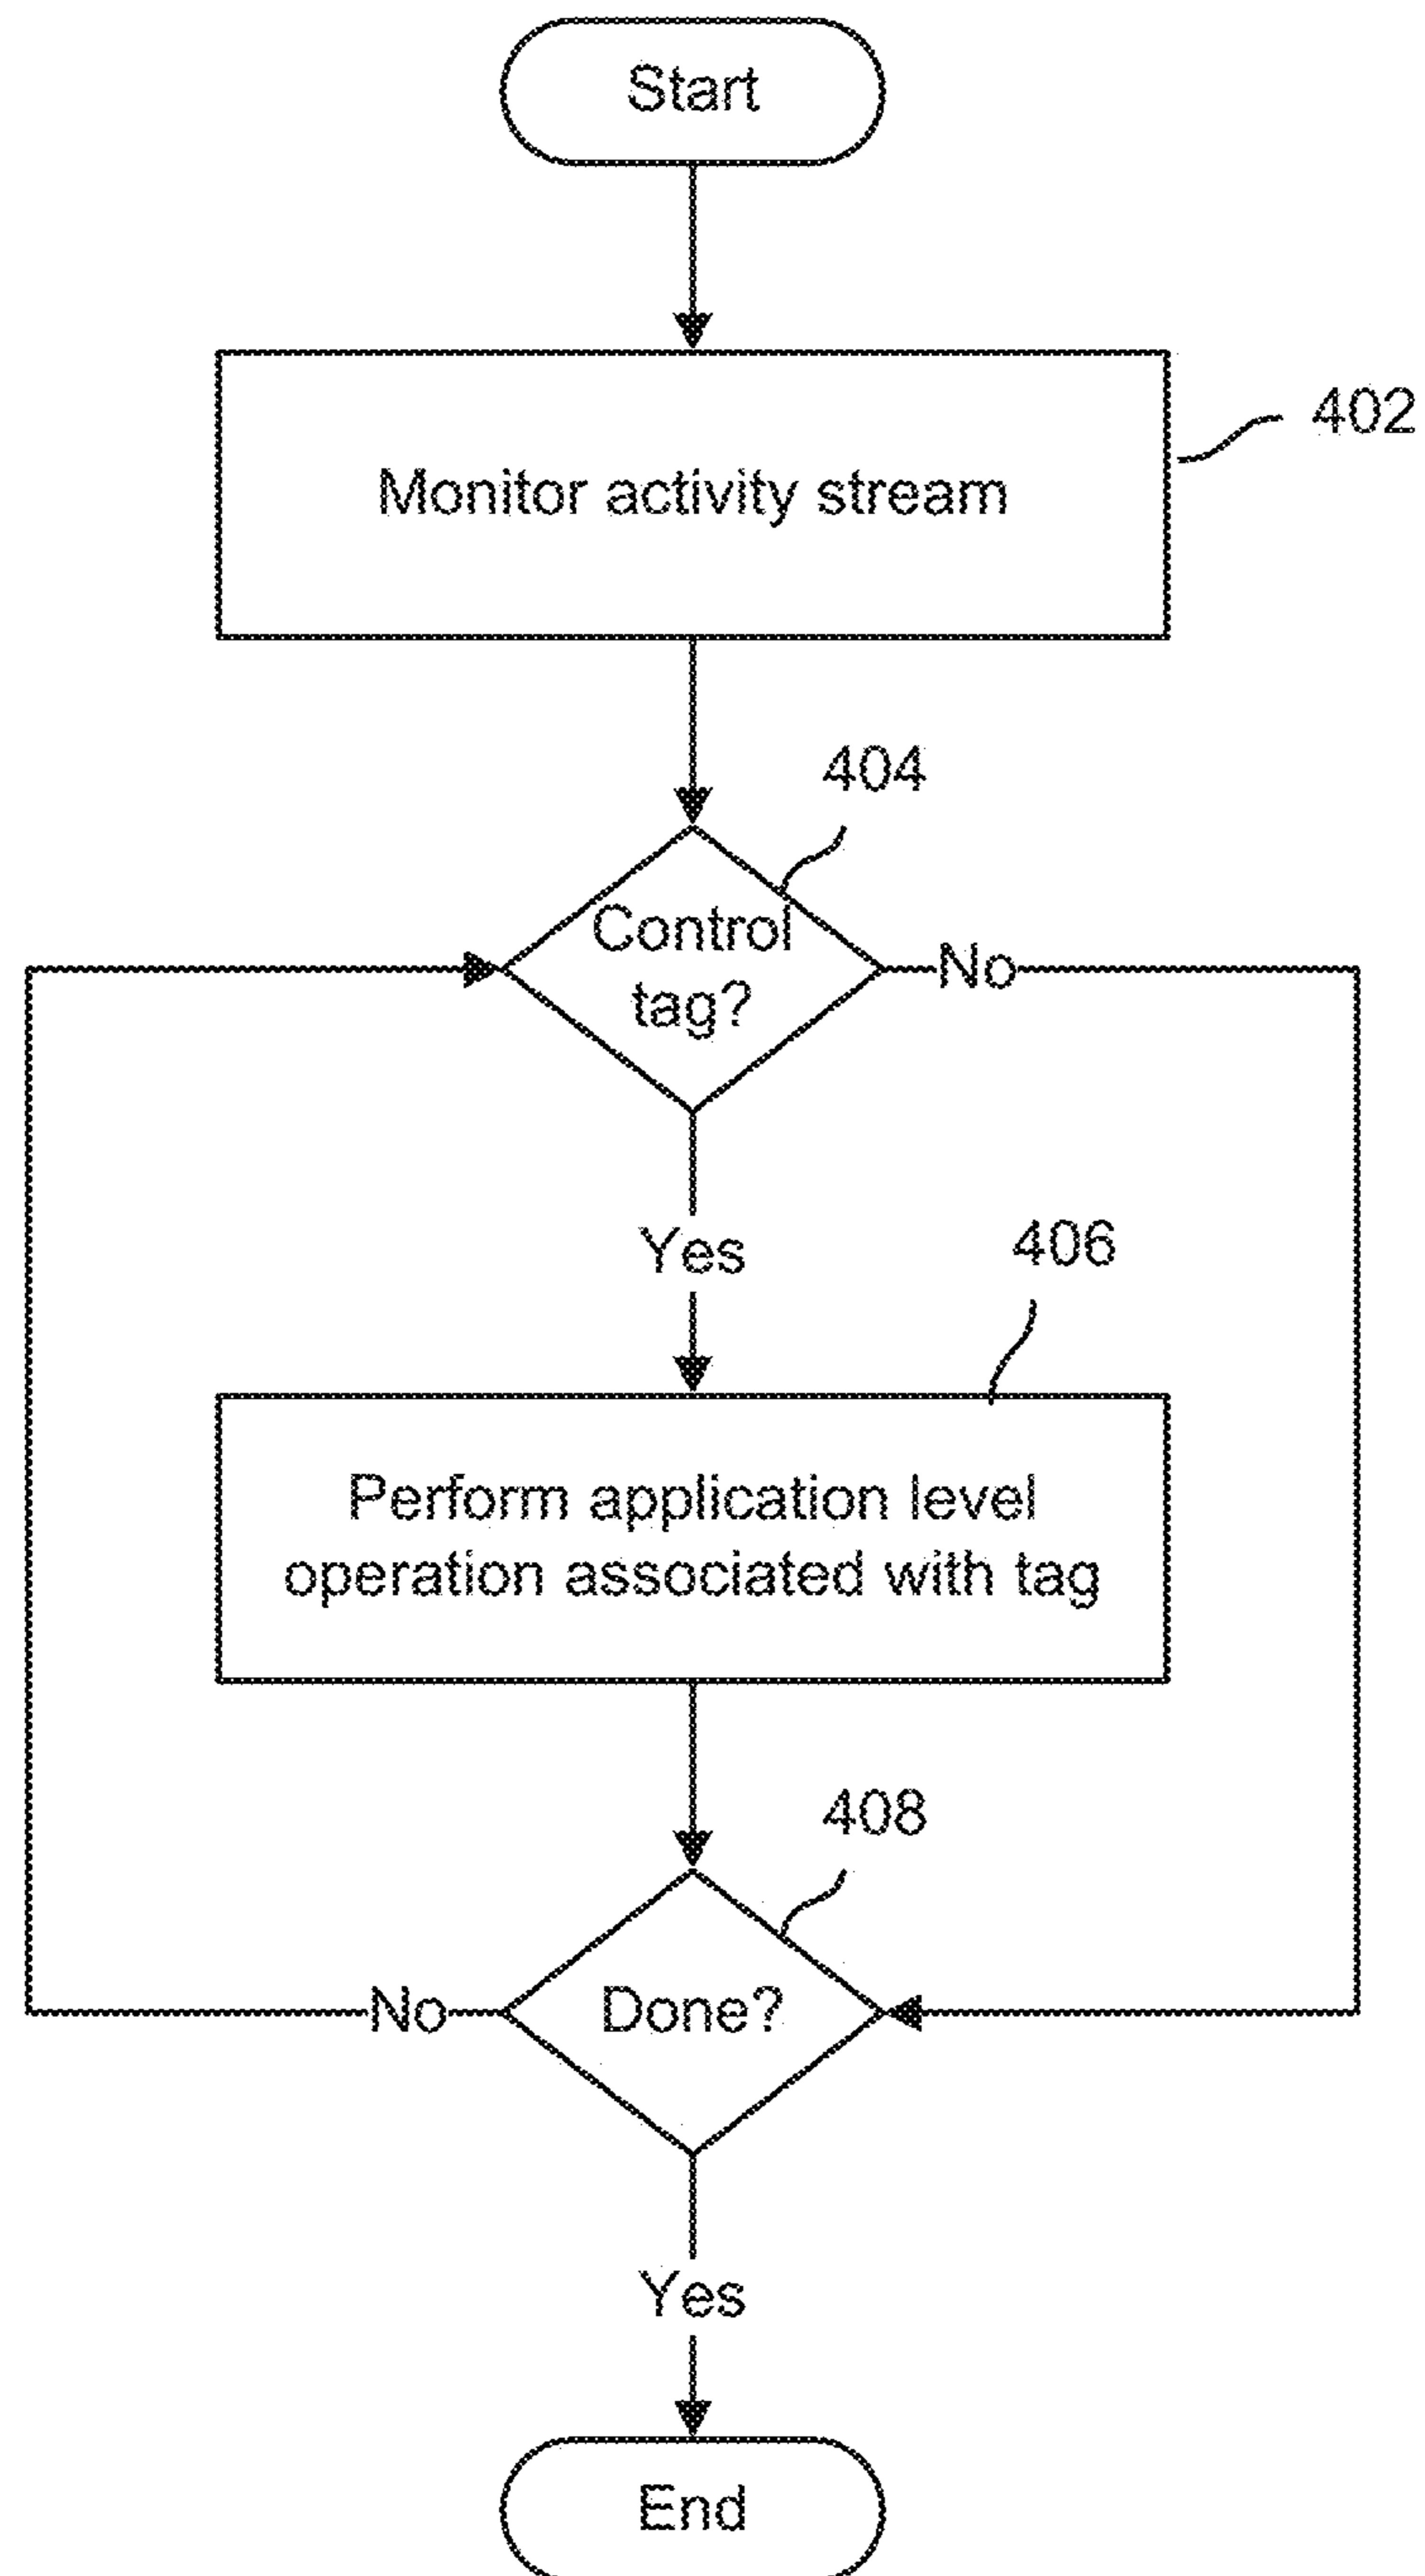 Start
Monitor activity stream
402
404
Control
tag?
No
Yes
406
Perform application level
operation associated with tag
408
Done?
No
Yes
End